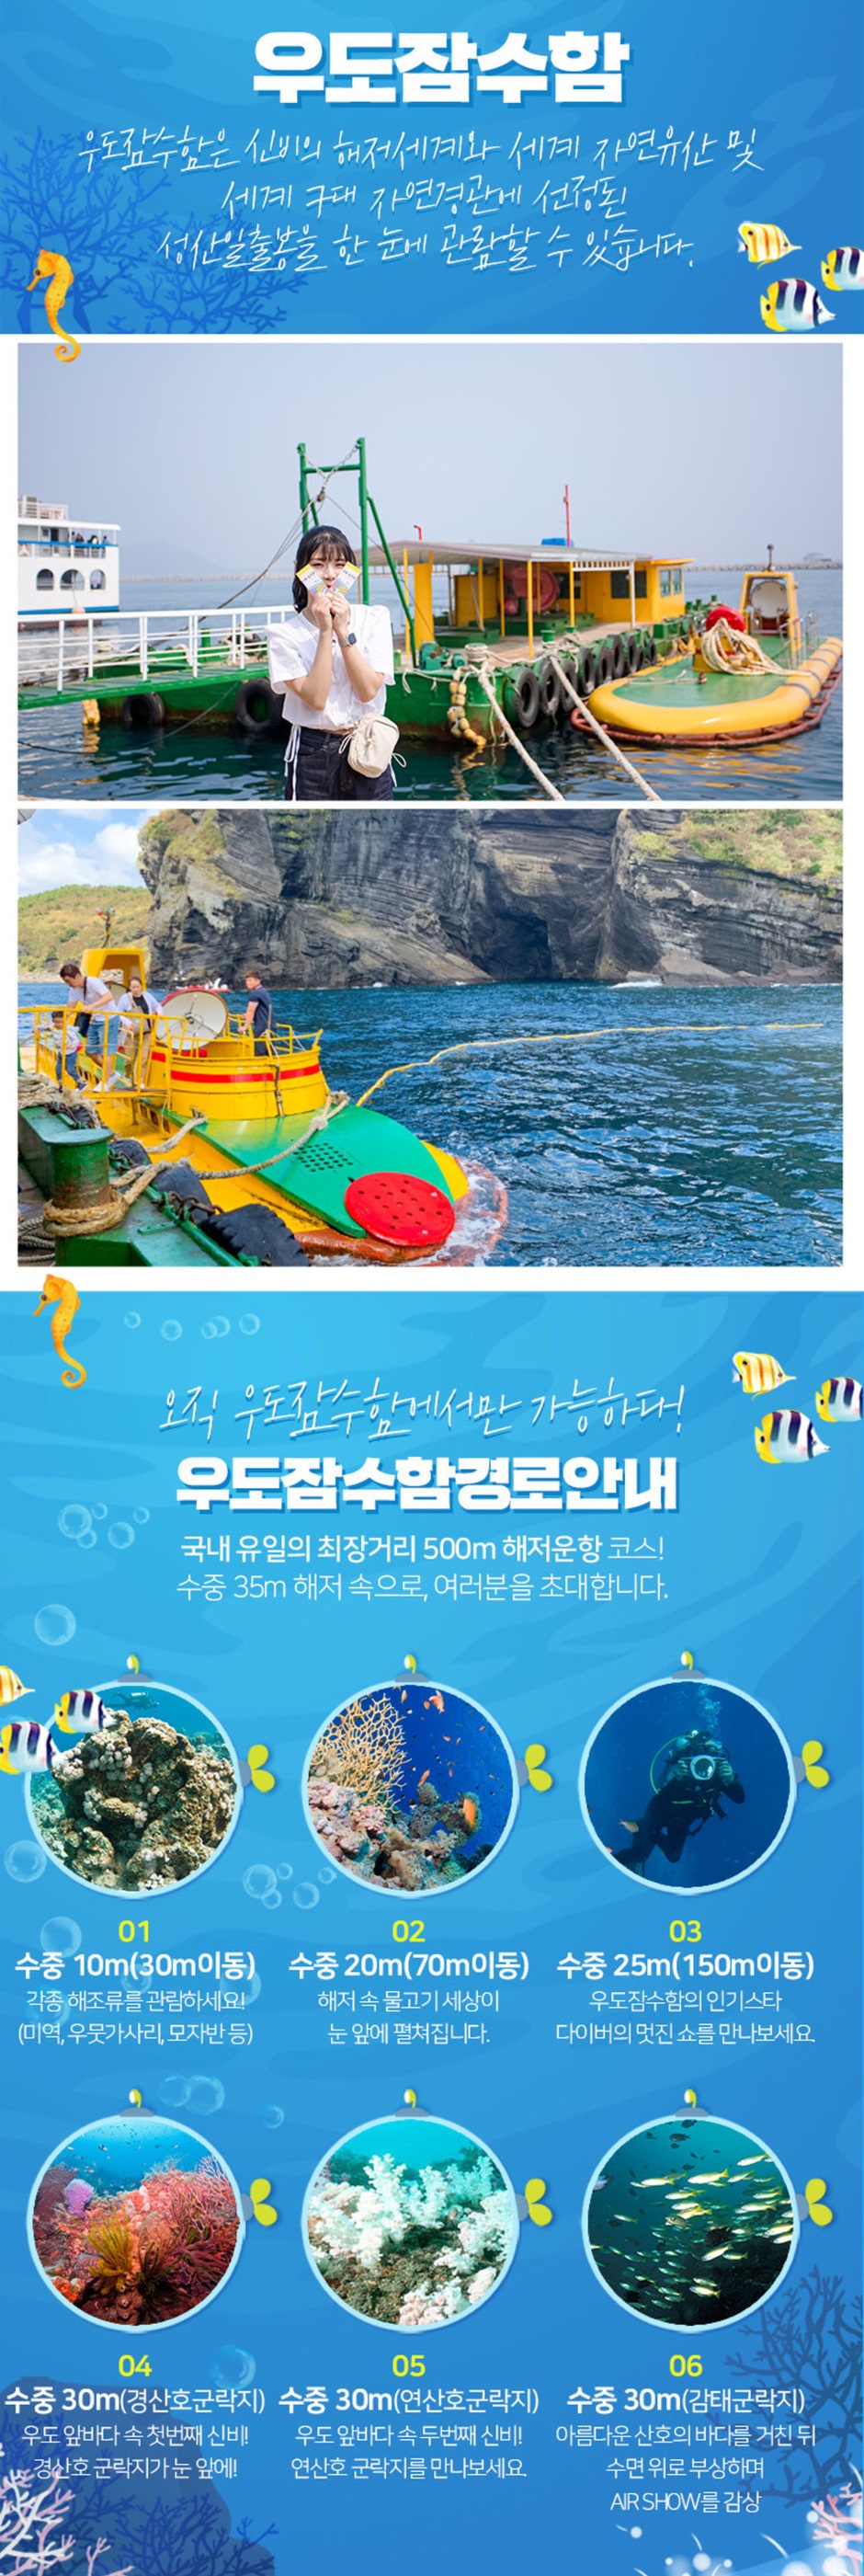 우도잠수함
우도잠수함은 신비의 해저세계와 세계 자연유산 및
세계 7대 자연경관에 선정된
성산일출봉을 한 눈에 관람할 수 있습니다.
오직 우도잠수함에서만 가능하다!
우도잠수함경로안내
국내 유일의 최장거리 500m 해저운항 코스!
수중 35m 해저 속으로, 여러분을 초대합니다.
01
수중 10m(30m이동)
각종 해조류를 관람하세요!
(미역, 우뭇가사리, 모자반 등)
02
수중 20m(70m이동)
해저 속 물고기 세상이
눈 앞에 펼쳐집니다.
03
수중 25m(150m이동)
우도잠수함의 인기스타
다이버의 멋진 쇼를 만나보세요.
04
수중 30m(경산호군락지)
우도 앞바다 속 첫번째 신비!
경산호 군락지가 눈 앞에!
05
수중 30m(연산호군락지)
우도 앞바다 속 두번째 신비!
연산호 군락지를 만나보세요.
06
수중 30m(감태군락지)
아름다운 산호의 바다를 거친 뒤
수면 위로 부상하며
AIR SHOW를 감상